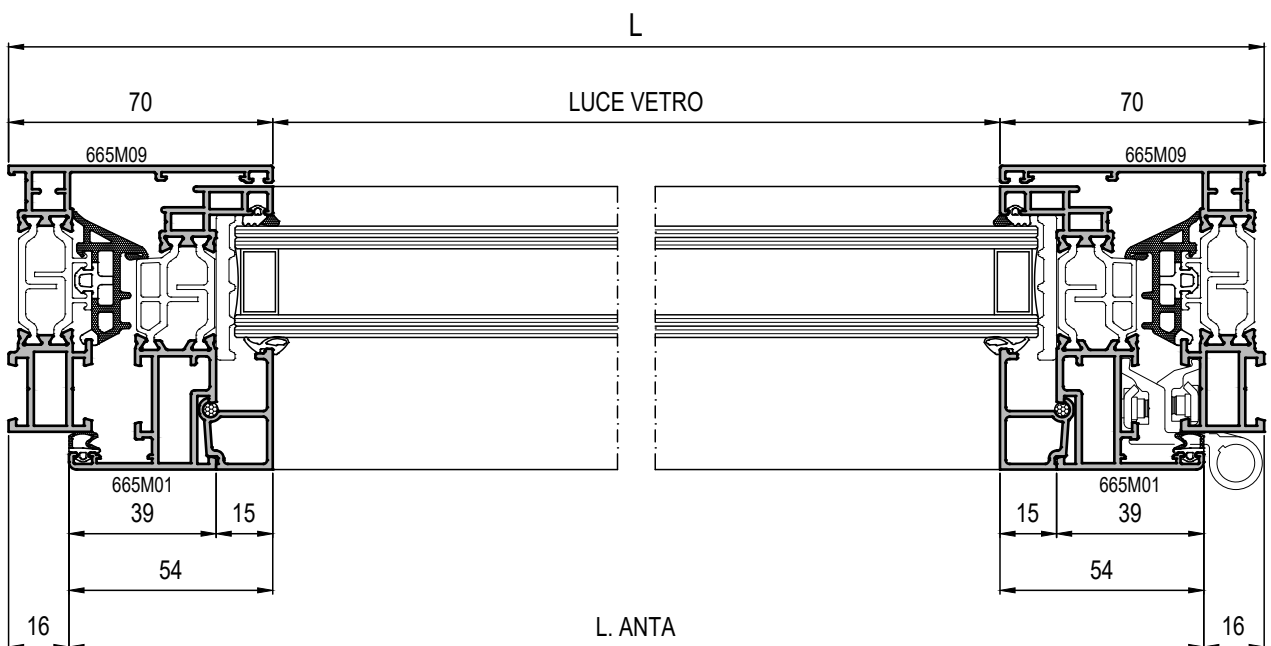 L
70 LUCE VETRO 70
665M09 665M09
665M01 665M01
39 15 15 39
54 54
16 L. ANTA 16